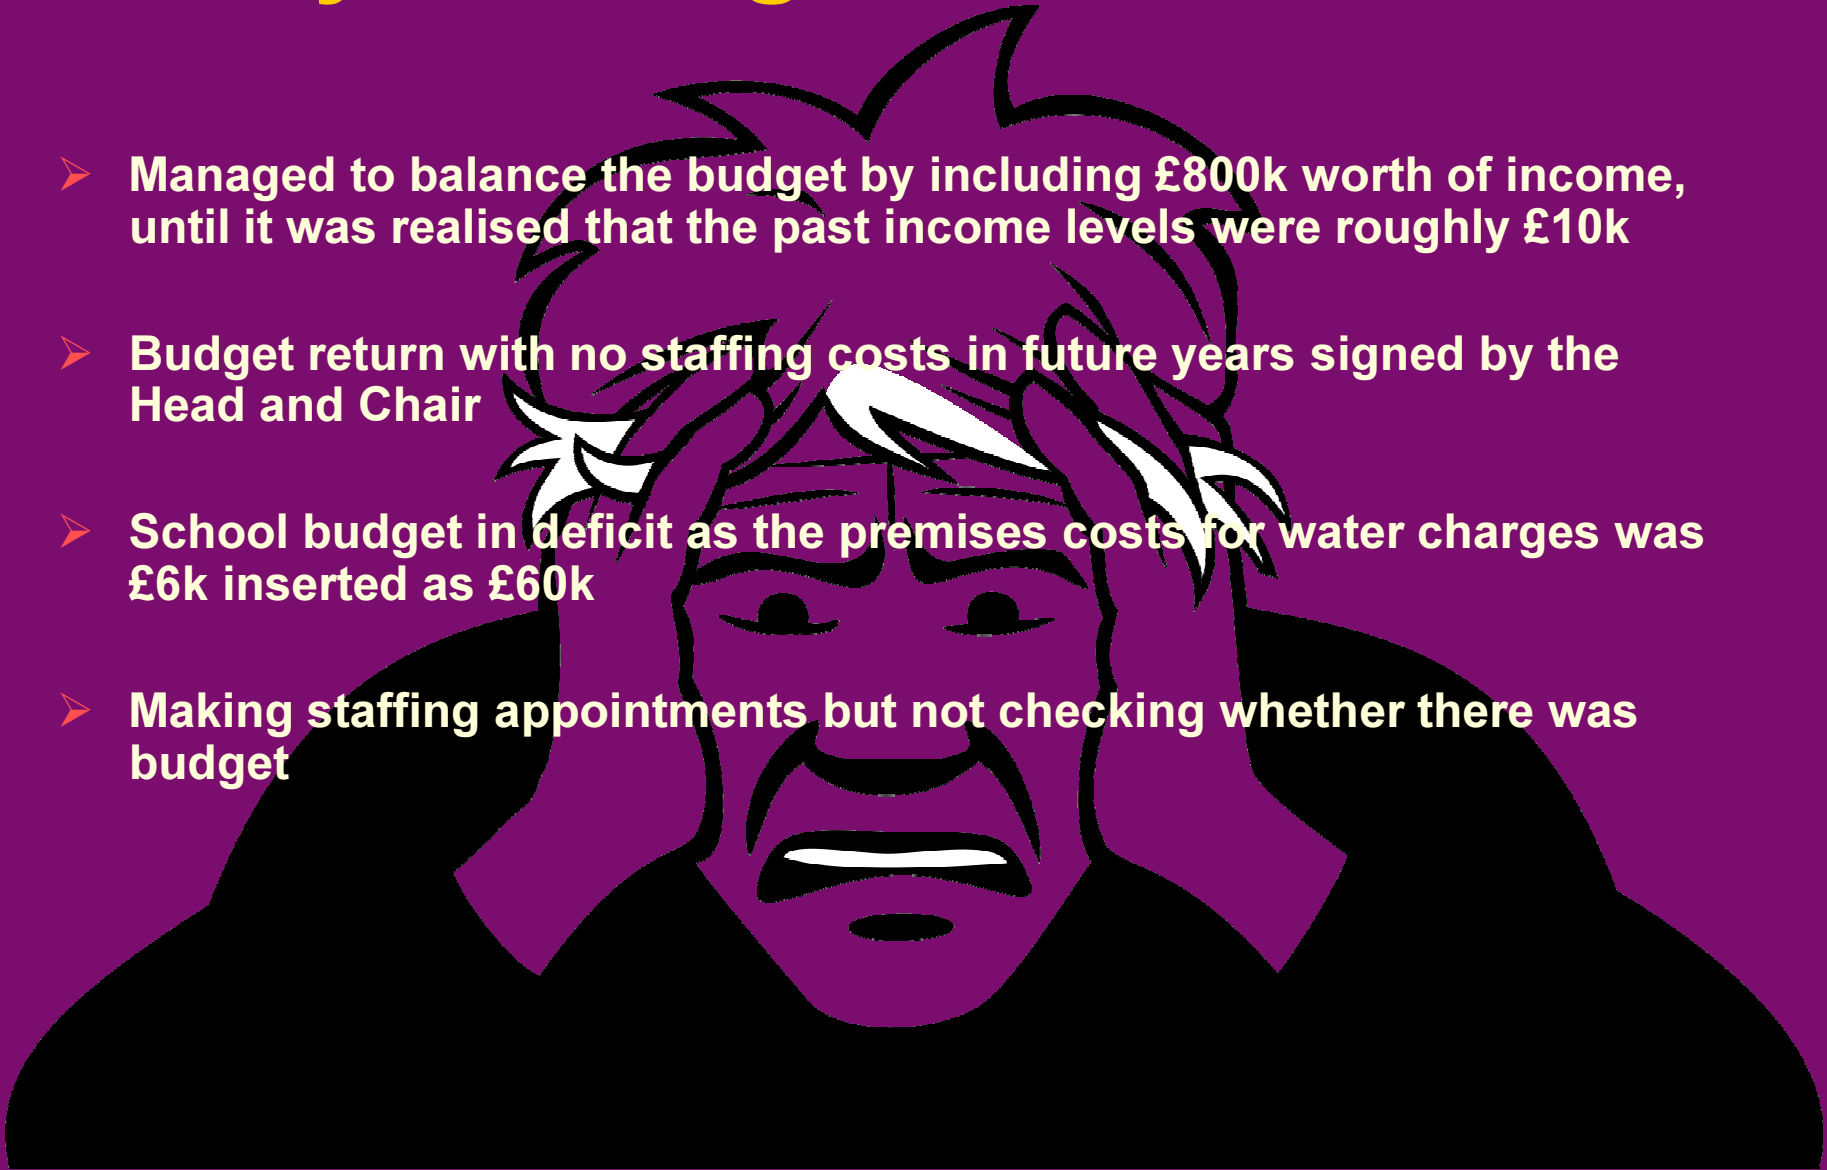 Managed to balance the budget by including £800k worth of income,
until it was realised that the past income levels were roughly £10k
Budget return with no staffing costs in future years signed by the
Head and Chair
School budget in deficit as the premises costs for water charges was
£6k inserted as £60k
Making staffing appointments but not checking whether there was
budget